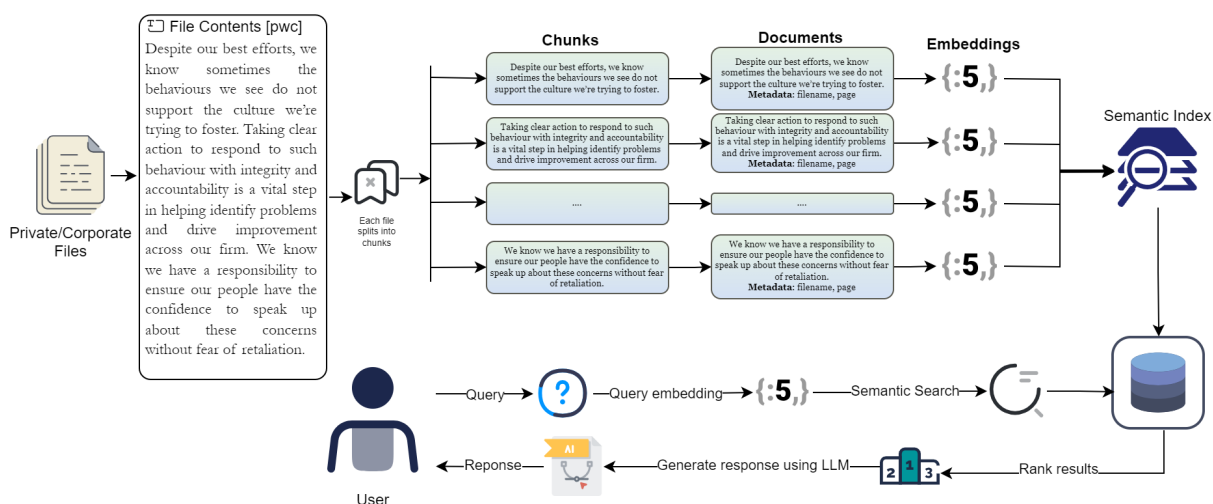 File Contents [pwc]
Despite our best efforts, we
know sometimes the
behaviours we see do not
support the culture we're
trying to foster. Taking clear
action to respond to such
behaviour with integrity and
accountability is a vital step
in helping identify problems
and drive improvement
across our firm. We know
we have a responsibility to
ensure our people have the
confidence to speak up
about these concerns
without fear of retaliation.
Private/Corporate
Files
Each file
splits into
chunks
Chunks
Despite our best efforts, we know
sometimes the behaviours we see do not
support the culture we're trying to foster.
Taking clear action to respond to such
behaviour with integrity and accountability
is a vital step in helping identify problems
and drive improvement across our firm.
....
We know we have a responsibility to
ensure our people have the confidence to
speak up about these concerns without fear
of retaliation.
Documents
Despite our best efforts, we know
sometimes the behaviours we see do not
support the culture we're trying to foster.
Metadata: filename, page
Taking clear action to respond to such
behaviour with integrity and accountability
is a vital step in helping identify problems
and drive improvement across our firm.
Metadata: filename, page
....
We know we have a responsibility to
ensure our people have the confidence to
speak up about these concerns without fear
of retaliation.
Metadata: filename, page
Embeddings
{:5,}
{:5,}
{:5,}
{:5,}
Semantic Index
Query
?
Query embedding
{:5,}
Semantic Search
Rank results
2 1 3
Generate response using LLM
AI
Reponse
User